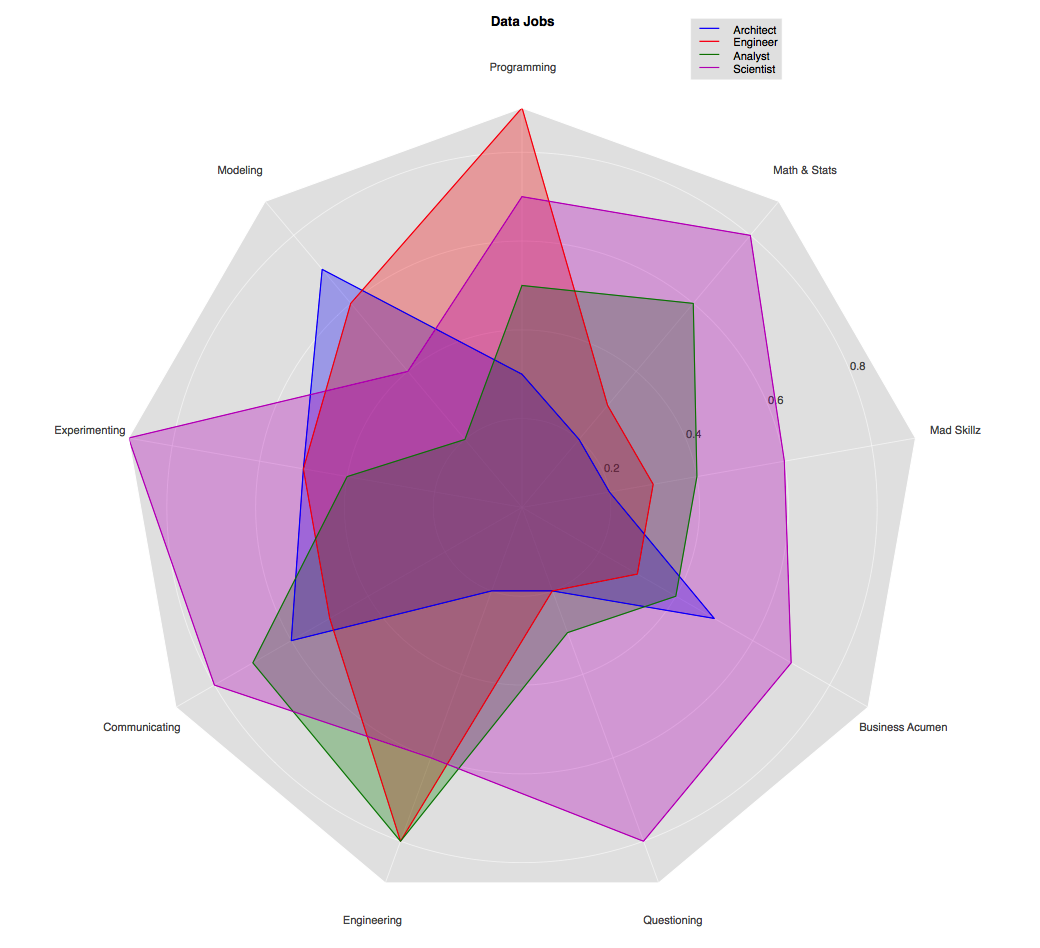 Data Jobs
Architect
Engineer
Analyst
Scientist
Programming
Modeling
Math & Stats
0.8
0.6
0.4
0.2
Experimenting
Mad Skillz
Communicating
Business Acumen
Engineering
Questioning